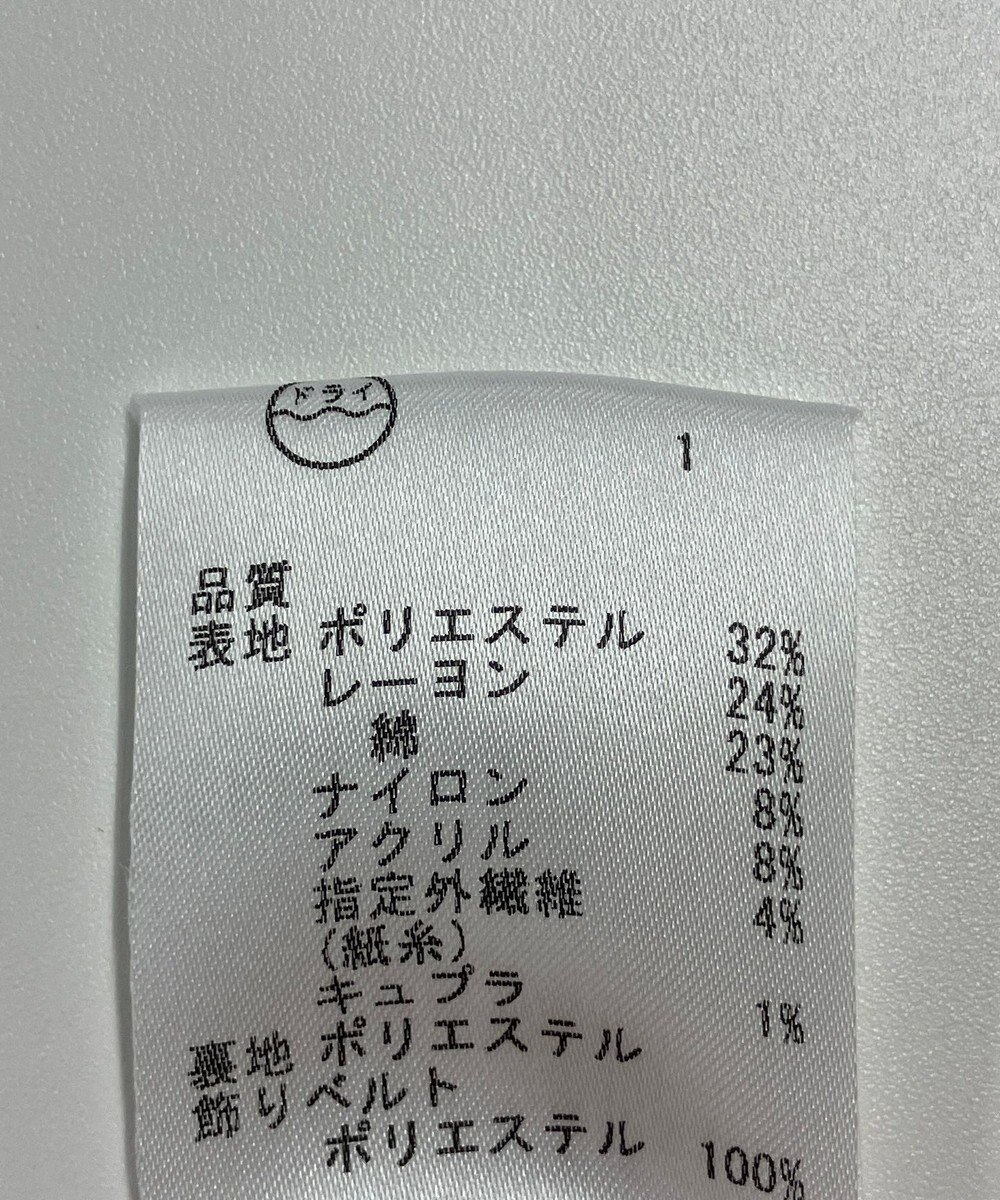 ドライ
1
品質
表地 ポリエステル 32%
レーヨン 24%
綿 23%
ナイロン 8%
アクリル 8%
指定外繊維 4%
(紙糸)
キュプラ 1%
裏地 ポリエステル
飾りベルト
ポリエステル 100%